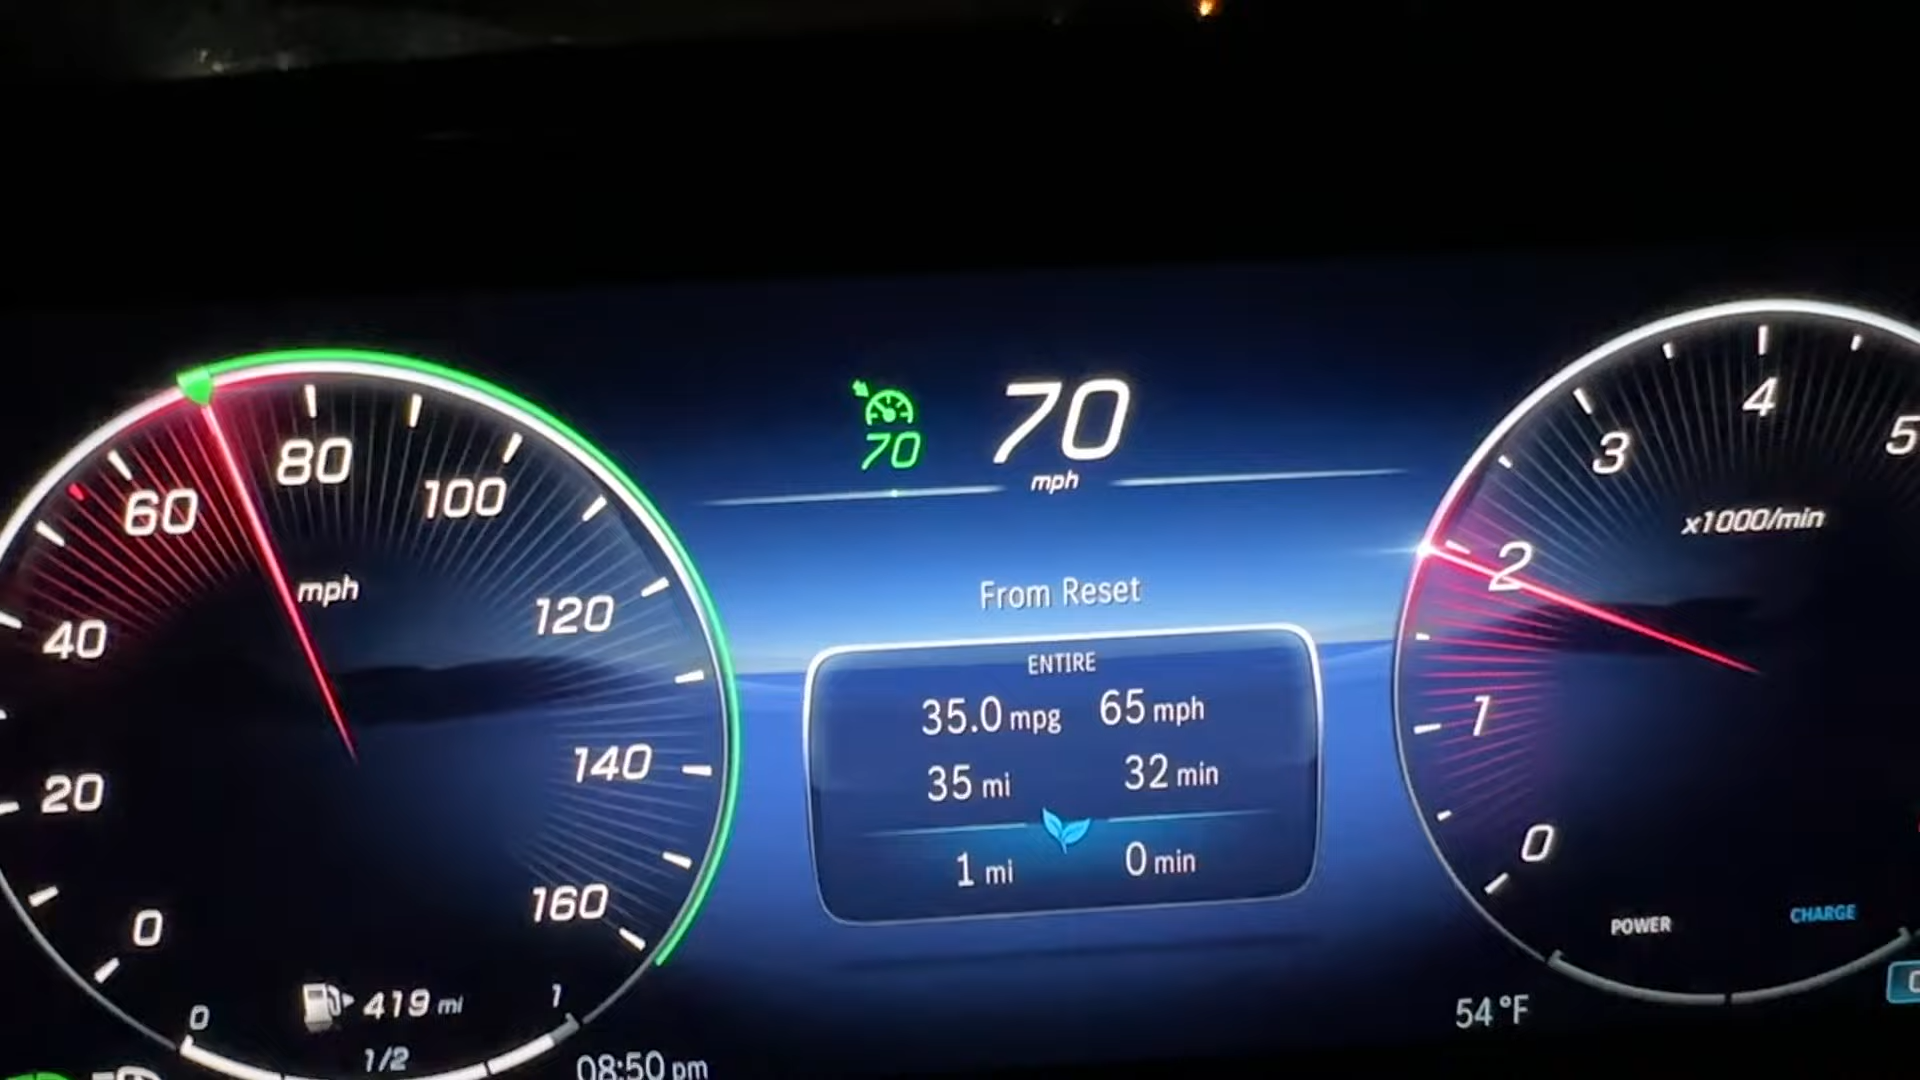 70
70
mph
0
20
40
60
80
100
120
140
160
mph
419 mi
0
1/2
1
08:50 pm
From Reset
ENTIRE
35.0 mpg 65 mph
35 mi 32 min
1 mi 0 min
0
1
2
3
4
5
x1000/min
POWER
CHARGE
54 °F